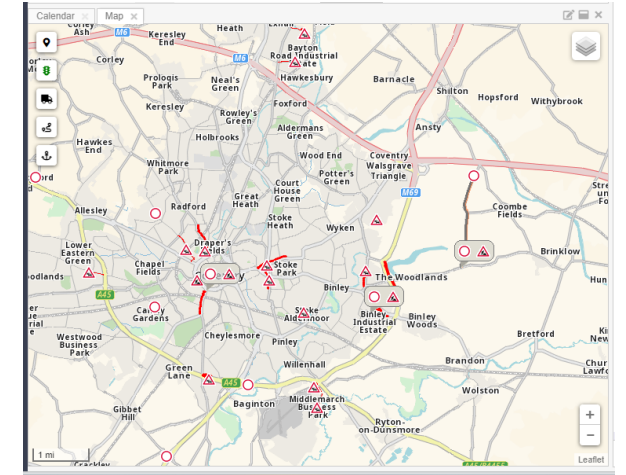 Calendar
Map
Ash
M6
Keresley
End
Heath
Bayton
Road Industrial
Estate
Corley
M6
Prologis
Park
Neal's
Green
Hawkesbury
Barnacle
Shilton
Hopsford
Withybrook
Keresley
Foxford
Rowley's
Green
Aldermans
Green
Ansty
Hawkes
End
Holbrooks
Wood End
Coventry
Walsgrave
Triangle
Whitmore
Park
Potter's
Green
Court
House
Green
M69
Great
Heath
Allesley
Radford
Stoke
Heath
Wyken
Coombe
Fields
Lower
Eastern
Green
Draper's
Chapel
Fields
Stoke
Park
Brinklow
Binley
The Woodlands
A45
Gardens
Binley
Industrial
Estate
Binley
Woods
Westwood
Business
Park
Cheylesmore
Pinley
Bretford
Green
Lane
Willenhall
Brandon
A45
Wolston
Gibbet
Hill
Baginton
Middlemarch
Business
Park
Ryton-
on-Dunsmore
+
−
1 mi
Leaflet